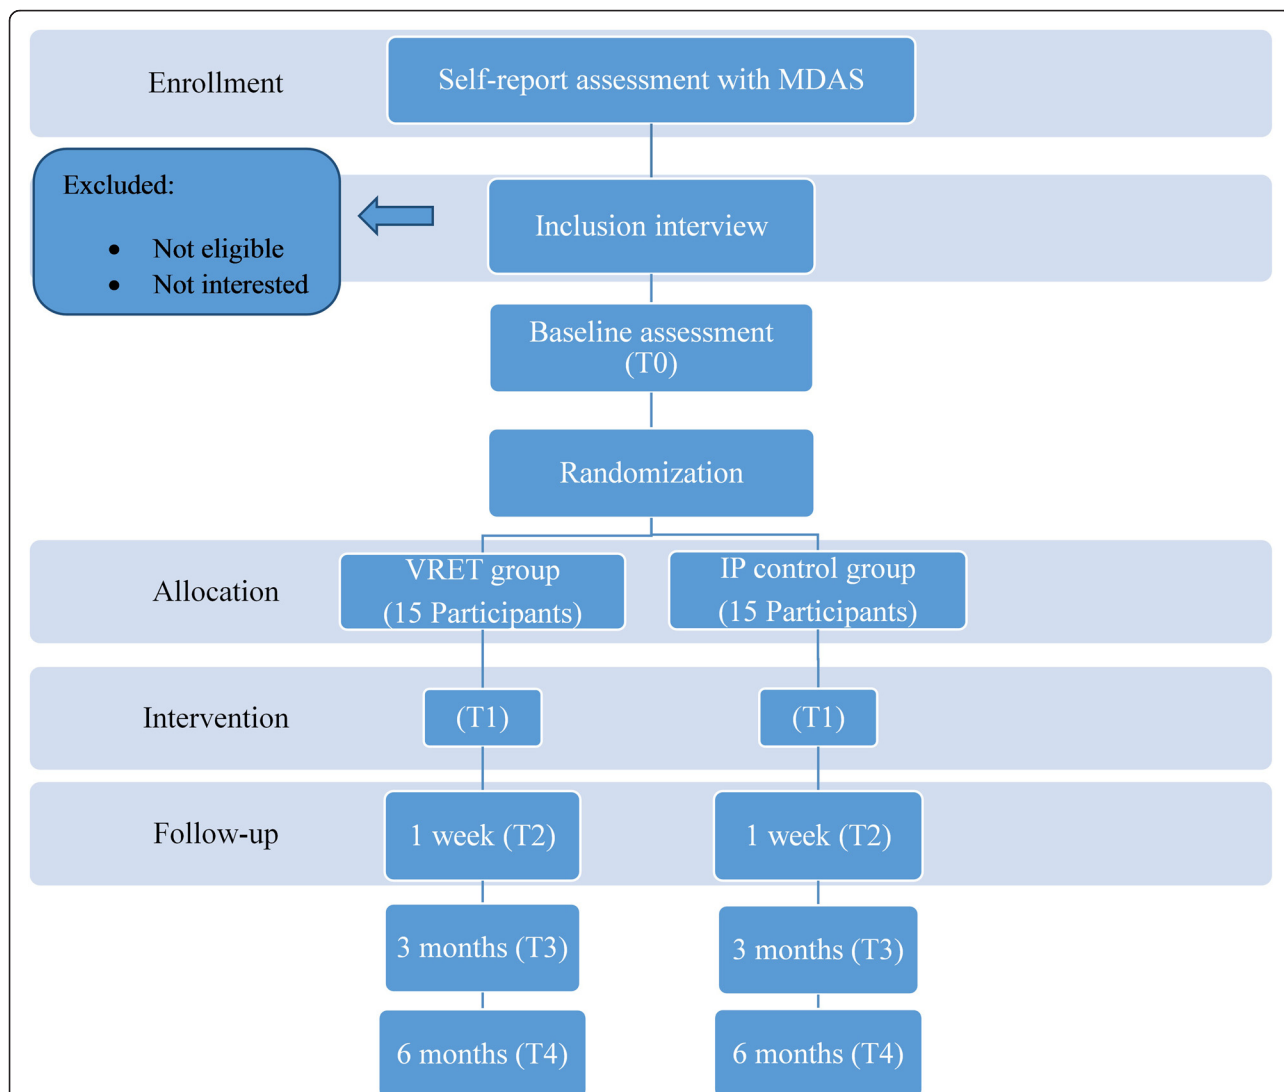 Enrollment
Self-report assessment with MDAS
Excluded:
• Not eligible
• Not interested
Inclusion interview
Baseline assessment
(T0)
Randomization
Allocation
VRET group
(15 Participants)
IP control group
(15 Participants)
Intervention
(T1)
(T1)
Follow-up
1 week (T2)
1 week (T2)
3 months (T3)
3 months (T3)
6 months (T4)
6 months (T4)